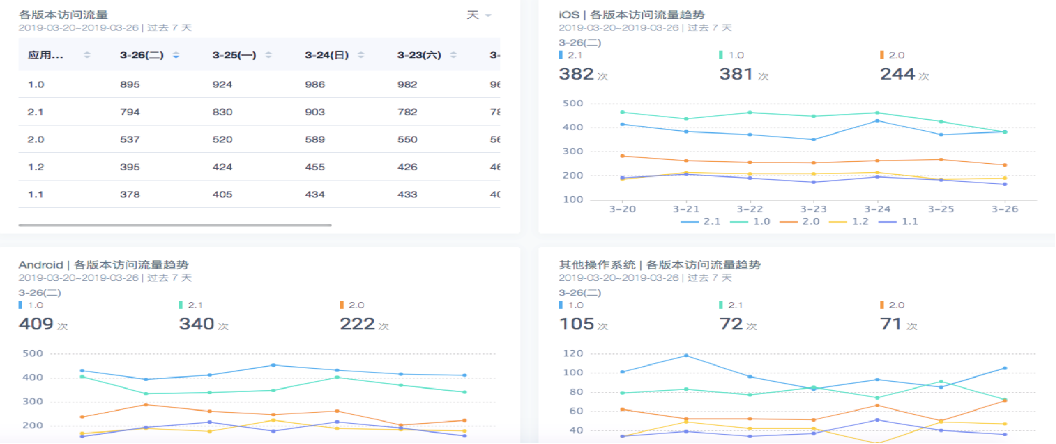 各版本访问流量
天
2019-03-20~2019-03-26 | 过去 7 天
应用... 3-26(二) 3-25(一) 3-24(日) 3-23(六) 3-
1.0 895 924 986 982 96
2.1 794 830 903 782 78
2.0 537 520 589 550 56
1.2 395 424 455 426 46
1.1 378 405 434 433 40
iOS | 各版本访问流量趋势
2019-03-20~2019-03-26 | 过去 7 天
3-26(二)
2.1 1.0 2.0
382 次 381 次 244 次
500
400
300
200
100
3-20 3-21 3-22 3-23 3-24 3-25 3-26
2.1 1.0 2.0 1.2 1.1
Android | 各版本访问流量趋势
2019-03-20~2019-03-26 | 过去 7 天
3-26(二)
1.0 2.1 2.0
409 次 340 次 222 次
500
400
300
200
其他操作系统 | 各版本访问流量趋势
2019-03-20~2019-03-26 | 过去 7 天
3-26(二)
1.0 2.1 2.0
105 次 72 次 71 次
120
100
80
60
40